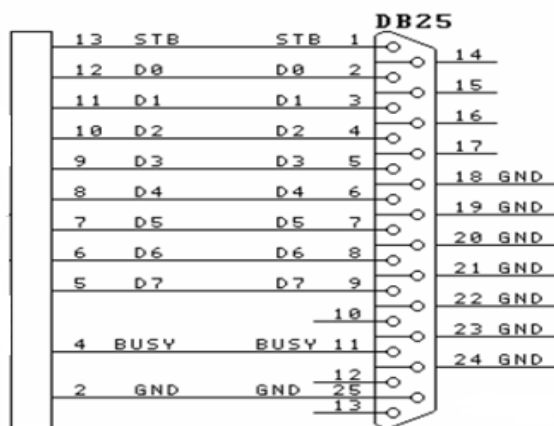 DB25
13 STB STB 1
14
12 D0 D0 2
15
11 D1 D1 3
16
10 D2 D2 4
17
9 D3 D3 5
18 GND
8 D4 D4 6
19 GND
7 D5 D5 7
20 GND
6 D6 D6 8
21 GND
5 D7 D7 9
22 GND
10
23 GND
4 BUSY BUSY 11
24 GND
12
2 GND GND 25
13